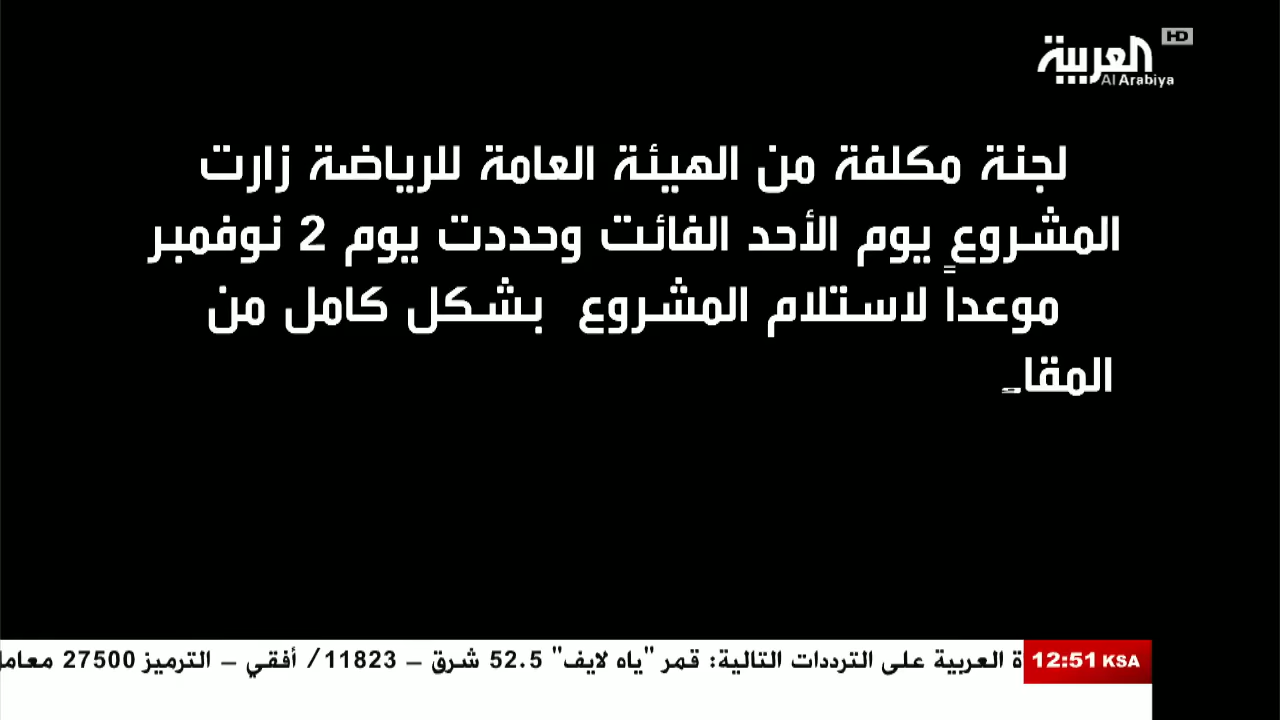 HD
العربية
Al Arabiya
لجنة مكلفة من الهيئة العامة للرياضة زارت
المشروع يوم الأحد الفائت وحددت يوم 2 نوفمبر
موعداً لاستلام المشروع بشكل كامل من
المقا
ة العربية على الترددات التالية: قمر "ياه لايف" 52.5 شرق – 11823/ أفقي – الترميز 27500 معامل
12:51 KSA